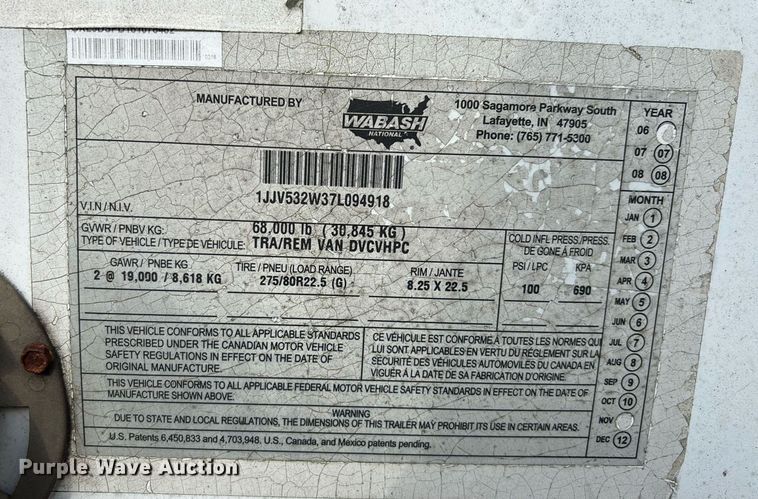 MANUFACTURED BY
WABASH
NATIONAL
1000 Sagamore Parkway South
Lafayette, IN 47905
Phone: (765) 771-5300
YEAR
06
07 07
08 08
1JJV532W37L094918
V.I.N / N.I.V.
GVWR / PNBV KG: 68,000 lb ( 30,845 KG)
TYPE OF VEHICLE / TYPE DE VÉHICULE: TRA/REM VAN DVCVHPC
GAWR / PNBE KG
2 @ 19,000 / 8,618 KG
TIRE / PNEU (LOAD RANGE)
275/80R22.5 (G)
RIM / JANTE
8.25 X 22.5
COLD INFL PRESS/PRESS.
DE GONE À FROID
PSI / LPC KPA
100 690
MONTH
JAN 1
FEB 2
MAR 3
APR 4
MAY 5
JUN 6
JUL 7
AUG 8
SEP 9
OCT 10
NOV
DEC 12
THIS VEHICLE CONFORMS TO ALL APPLICABLE STANDARDS
PRESCRIBED UNDER THE CANADIAN MOTOR VEHICLE
SAFETY REGULATIONS IN EFFECT ON THE DATE OF
ORIGINAL MANUFACTURE.
CE VÉHICULE EST CONFORME À TOUTES LES NORMES QUI
LUI SONT APPLICABLES EN VERTU DU RÉGLEMENT SUR LA
SÉCURITÉ DES VÉHICULES AUTOMOBILES DU CANADA EN
VIGUER À LA DATE DE SA FABRICATION D'ORIGINE.
THIS VEHICLE CONFORMS TO ALL APPLICABLE FEDERAL MOTOR VEHICLE SAFETY STANDARDS IN EFFECT ON THE DATE OF
MANUFACTURE SHOWN ABOVE.
WARNING
DUE TO STATE AND LOCAL REGULATIONS, THE DIMENSIONS OF THIS TRAILER MAY PROHIBIT ITS USE IN CERTAIN AREAS.
U.S. Patents 6,450,833 and 4,703,948, U.S., Canada, and Mexico patents pending.
Purple Wave Auction